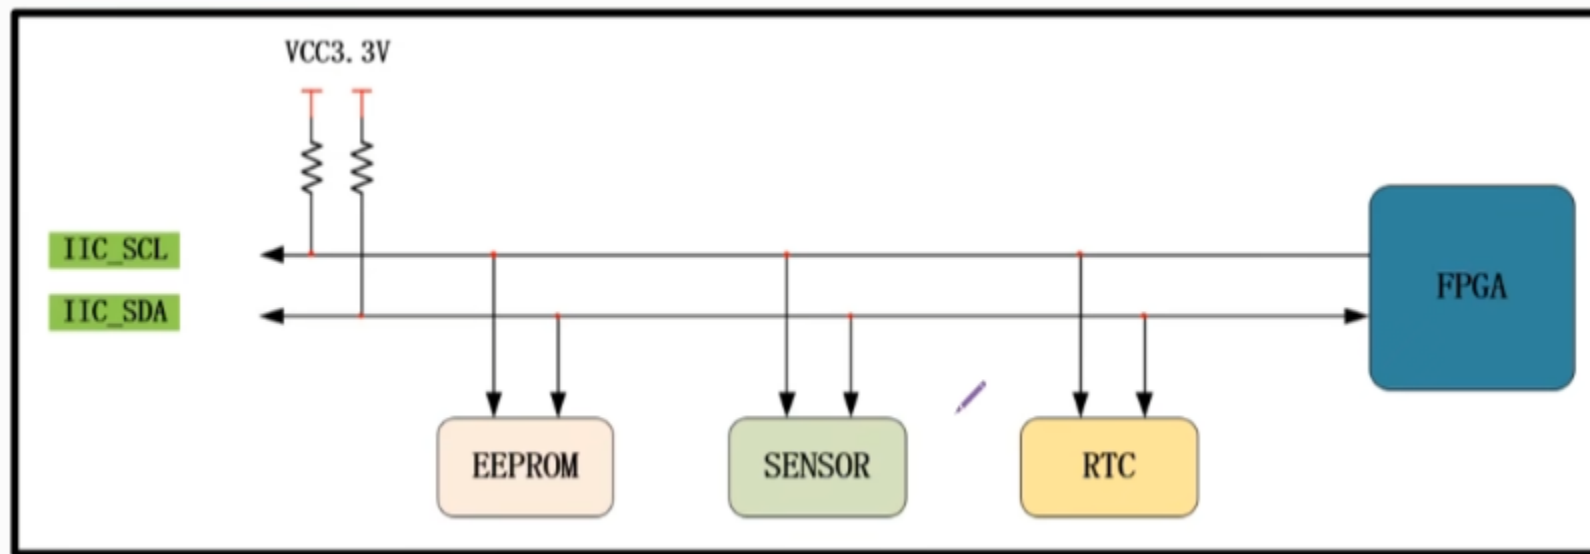 VCC3.3V
IIC_SCL
IIC_SDA
FPGA
EEPROM
SENSOR
RTC